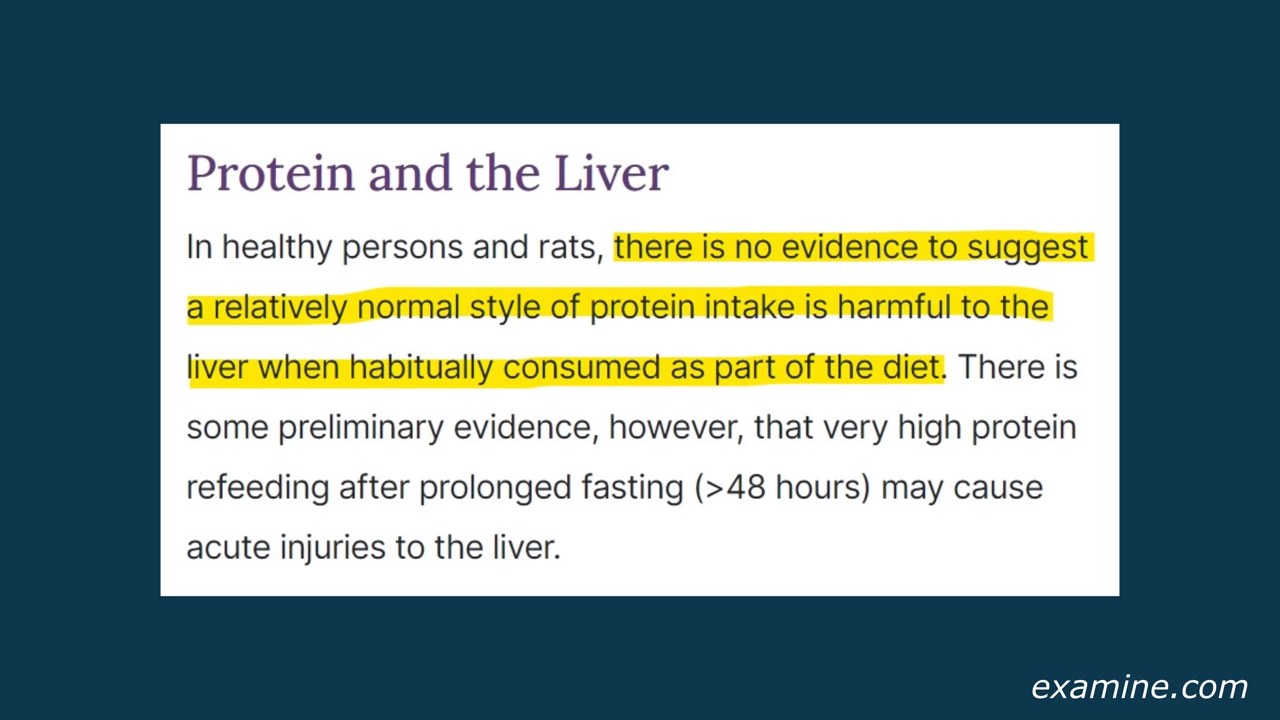 Protein and the Liver
In healthy persons and rats, there is no evidence to suggest
a relatively normal style of protein intake is harmful to the
liver when habitually consumed as part of the diet. There is
some preliminary evidence, however, that very high protein
refeeding after prolonged fasting (>48 hours) may cause
acute injuries to the liver.
examine.com